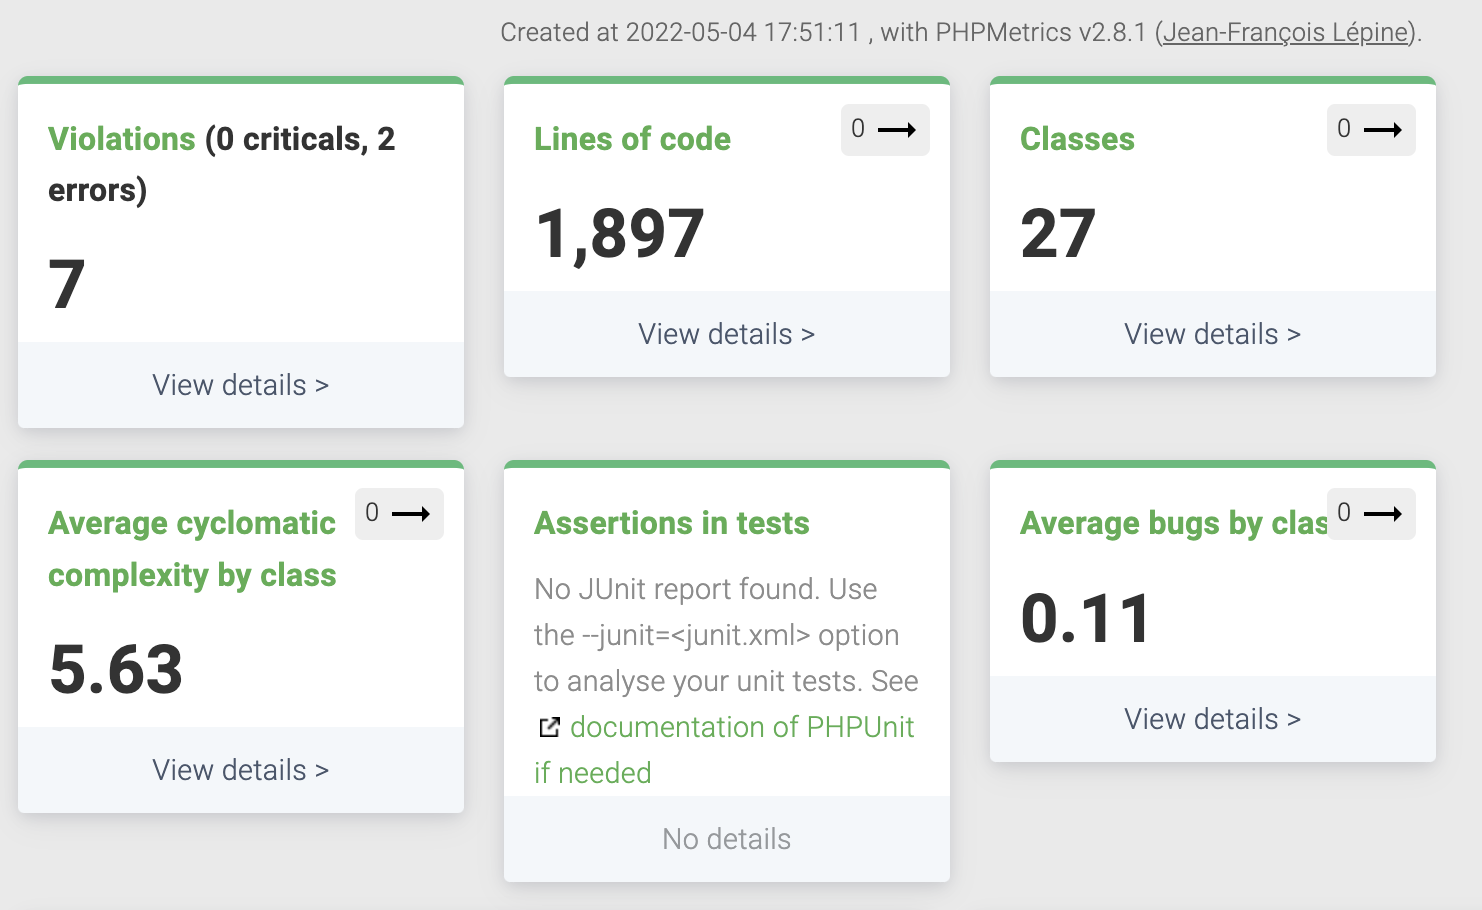 Created at 2022-05-04 17:51:11 , with PHPMetrics v2.8.1 (Jean-François Lépine).
Violations (0 criticals, 2
errors)
7
View details >
Lines of code
0
1,897
View details >
Classes
0
27
View details >
Average cyclomatic
complexity by class
0
5.63
View details >
Assertions in tests
No JUnit report found. Use
the --junit=<junit.xml> option
to analyse your unit tests. See
documentation of PHPUnit
if needed
No details
Average bugs by clas
0
0.11
View details >